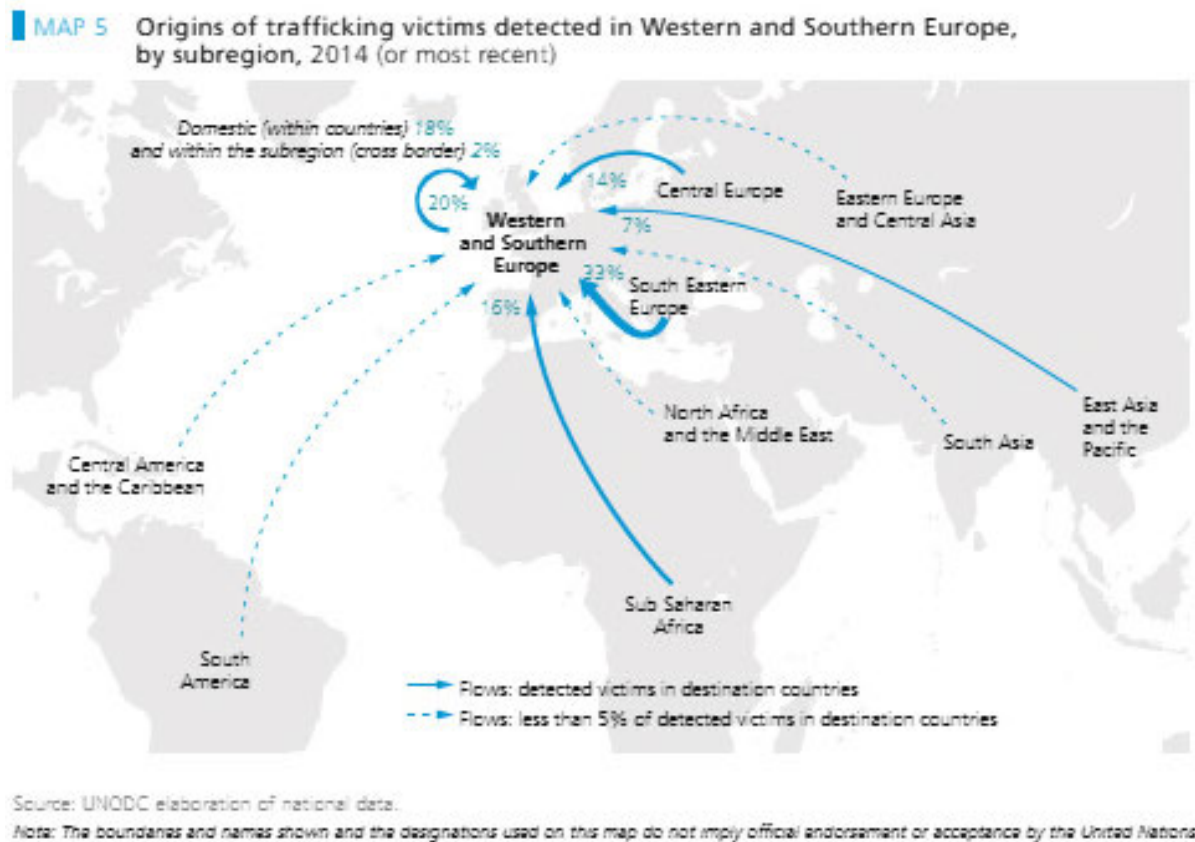 MAP 5 Origins of trafficking victims detected in Western and Southern Europe,
by subregion, 2014 (or most recent)
Domestic (within countries) 18%
and within the subregion (cross border) 2%
20%
Western
and Southern
Europe
14%
Central Europe
Eastern Europe
and Central Asia
7%
33%
South Eastern
Europe
16%
North Africa
and the Middle East
South Asia
East Asia
and the
Pacific
Central America
and the Caribbean
Sub Saharan
Africa
South
America
Flows: detected victims in destination countries
Flows: less than 5% of detected victims in destination countries
Source: UNODC elaboration of national data.
Note: The boundaries and names shown and the designations used on this map do not imply official endorsement or acceptance by the United Nations